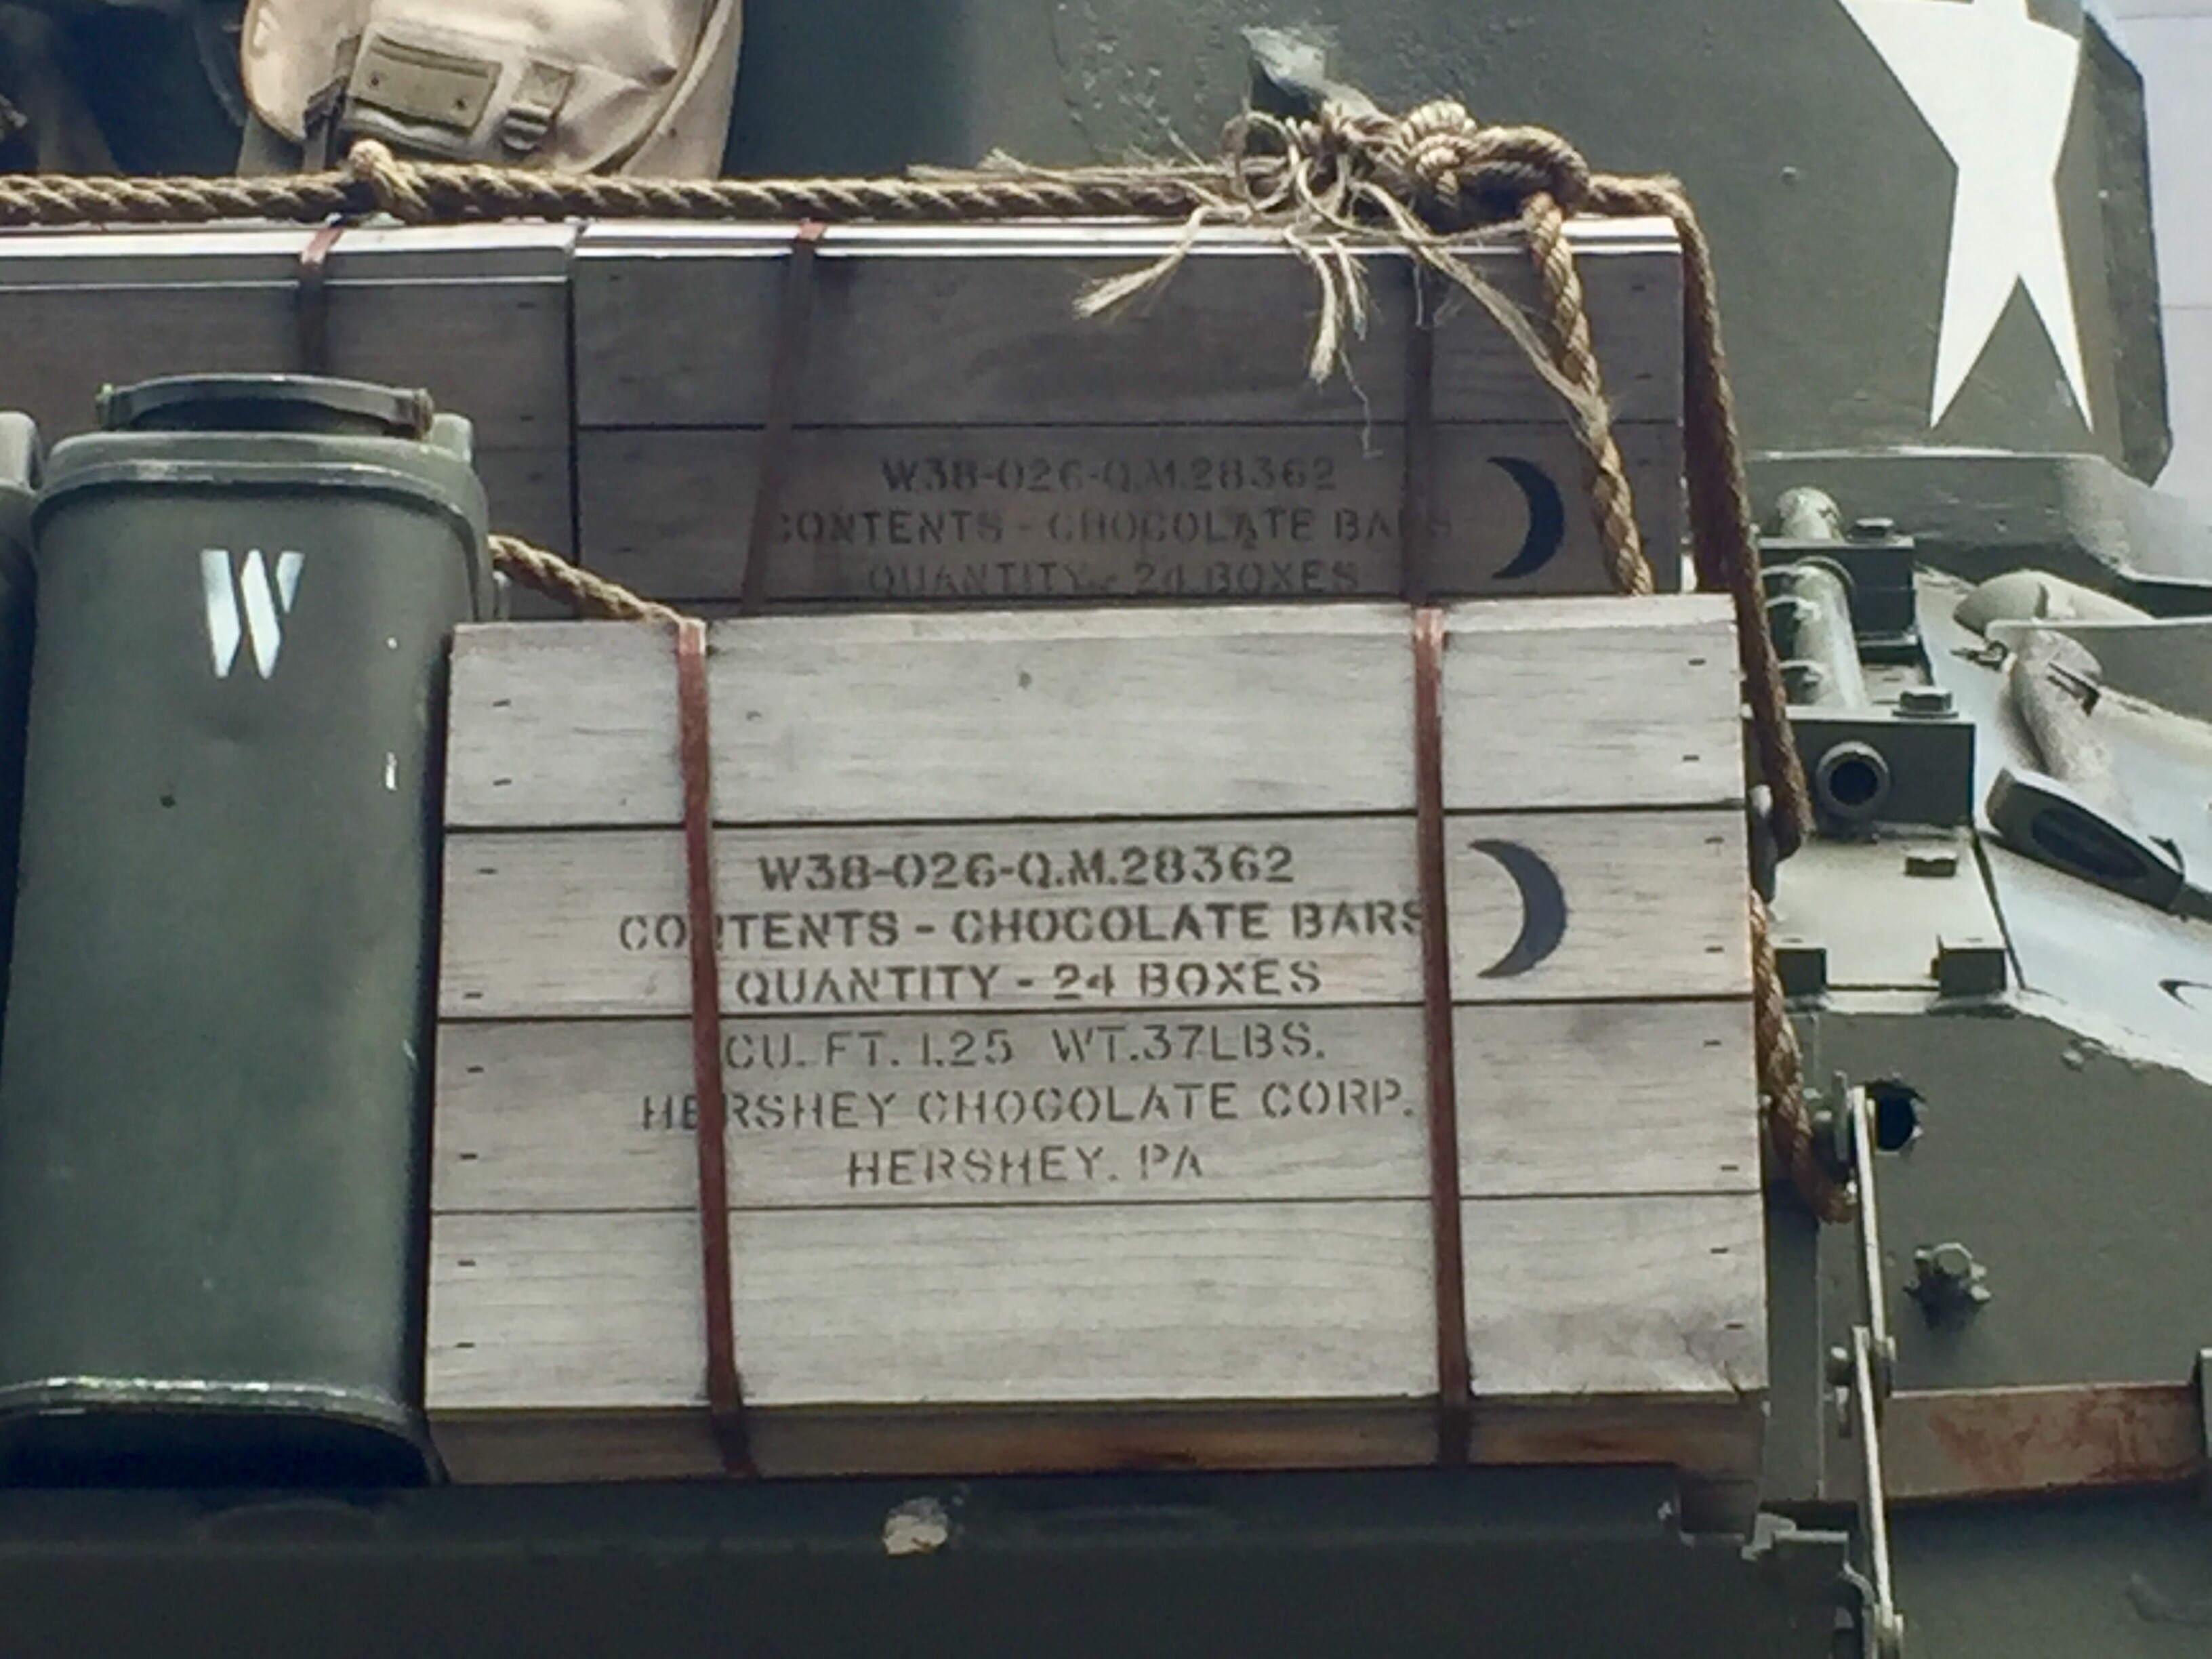 W38-026-Q.M.28362
CONTENTS - CHOCOLATE BARS
QUANTITY - 24 BOXES
W
W38-026-Q.M.28362
CONTENTS - CHOCOLATE BARS
QUANTITY - 24 BOXES
CU. FT. 1.25 WT.37LBS.
HERSHEY CHOCOLATE CORP.
HERSHEY. PA